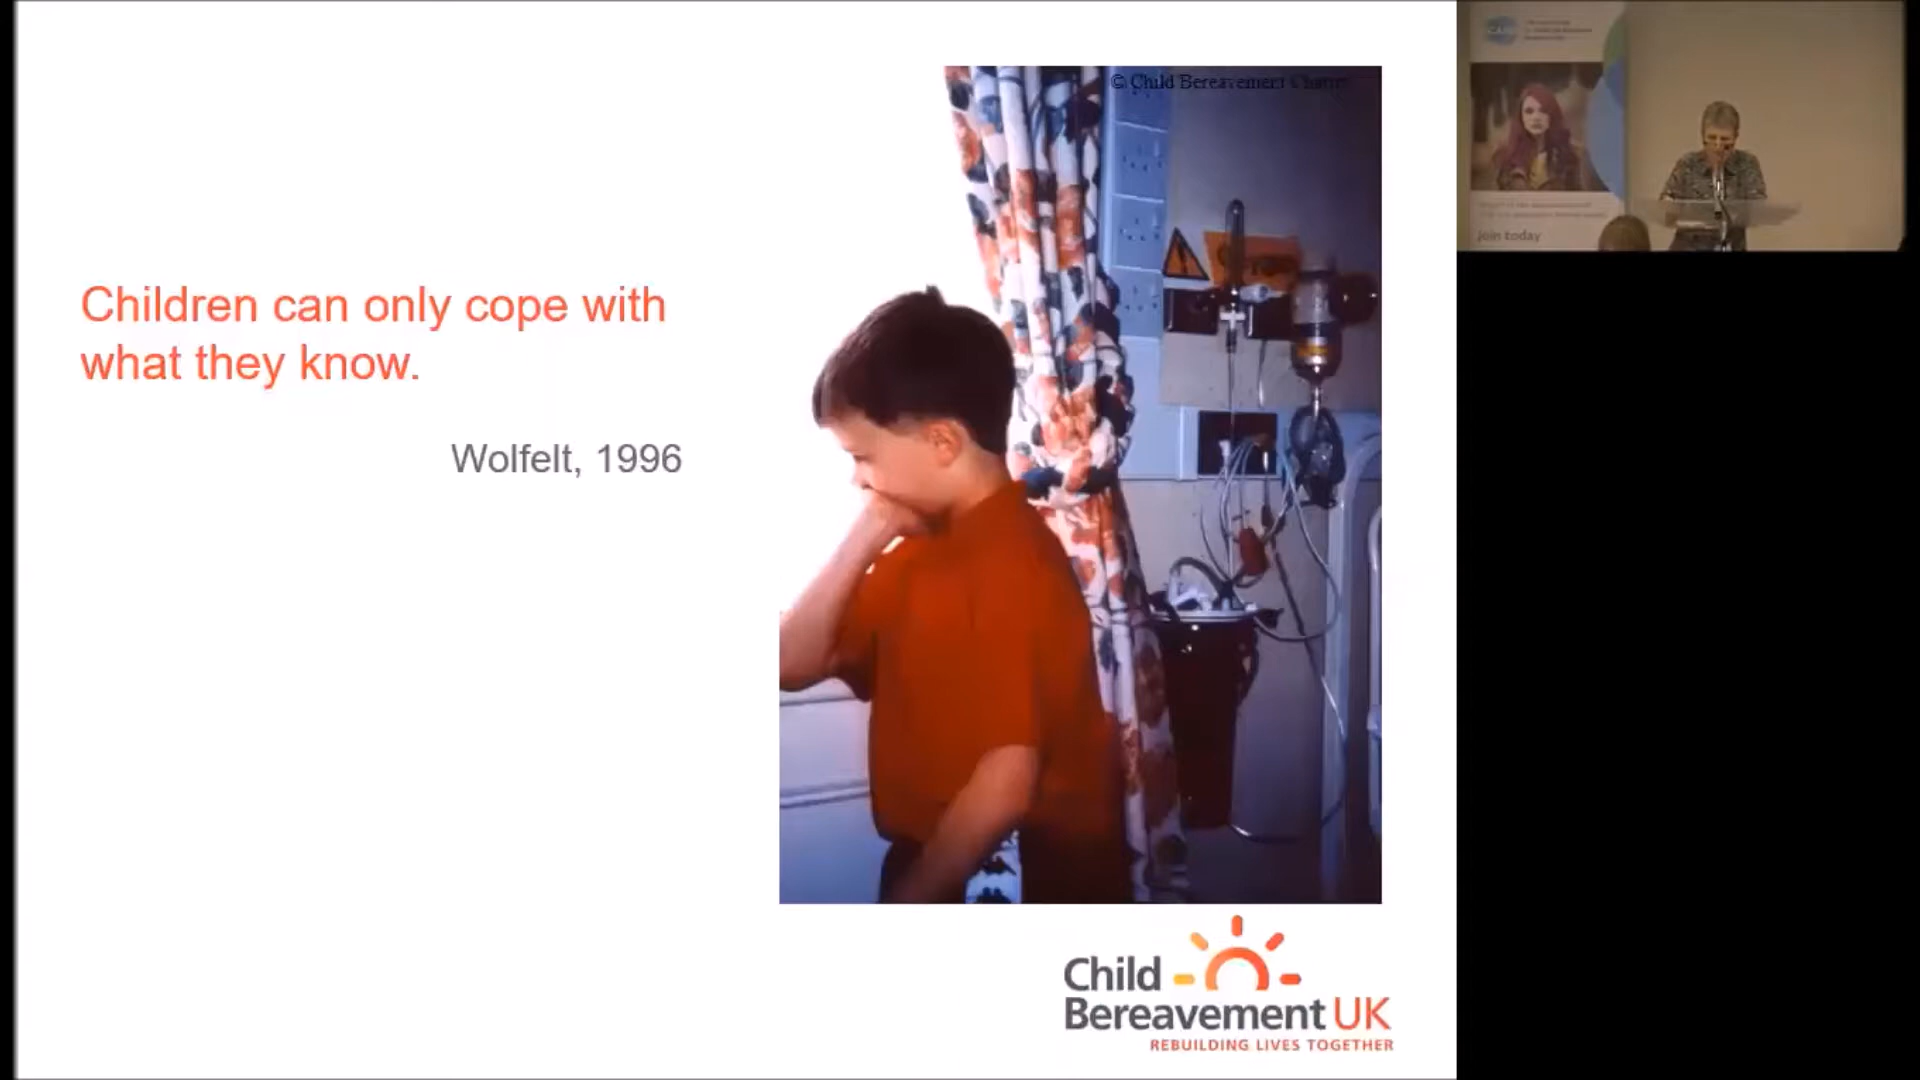 © Child Bereavement Charity
Children can only cope with
what they know.
Wolfelt, 1996
Child
Bereavement UK
REBUILDING LIVES TOGETHER
Join today